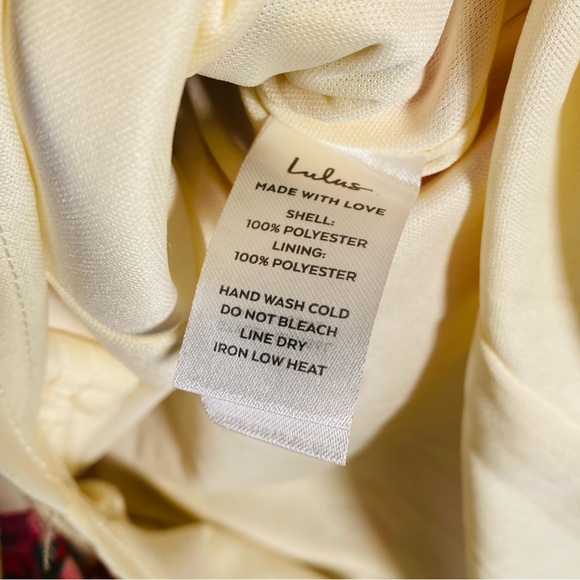 Lulus
MADE WITH LOVE
SHELL:
100% POLYESTER
LINING:
100% POLYESTER
HAND WASH COLD
DO NOT BLEACH
LINE DRY
IRON LOW HEAT